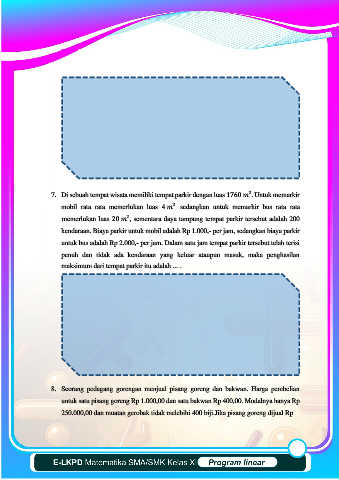 7. Di sebuah tempat wisata memiliki tempat parkir dengan luas 1760 m². Untuk memarkir
mobil rata rata memerlukan luas 4 m² sedangkan untuk memarkir bus rata rata
memerlukan luas 20 m², sementara daya tampung tempat parkir tersebut adalah 200
kendaraan. Biaya parkir untuk mobil adalah Rp 1.000,- per jam, sedangkan biaya parkir
untuk bus adalah Rp 2.000,- per jam. Dalam satu jam tempat parkir tersebut telah terisi
penuh dan tidak ada kendaraan yang keluar ataupun masuk, maka penghasilan
maksimum dari tempat parkir itu adalah .....
8. Seorang pedagang gorengan menjual pisang goreng dan bakwan. Harga pembelian
untuk satu pisang goreng Rp 1.000,00 dan satu bakwan Rp 400,00. Modalnya hanya Rp
250.000,00 dan muatan gerobak tidak melebihi 400 biji.Jika pisang goreng dijual Rp
E-LKPD Matematika SMA/SMK Kelas X Program linear